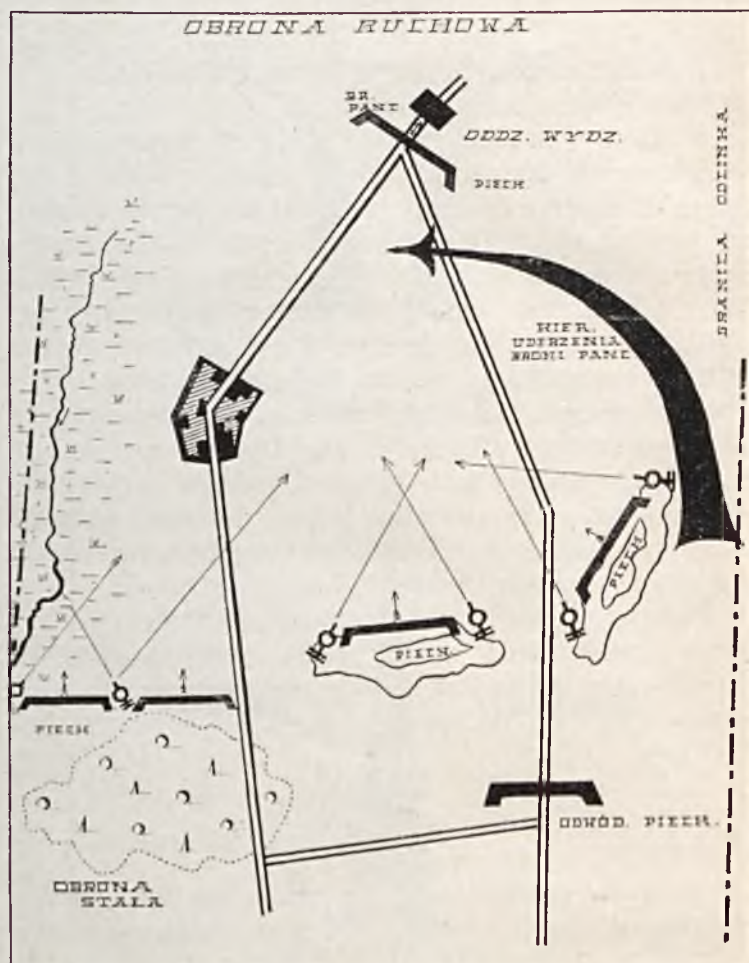 OBRONA RUCHOWA
BR.
PANC.
ODDZ. WYDZ.
PIECH.
GRANICA ODCINKA
KIER.
UDERZENIA
BRONI PANC.
PIECH.
PIECH.
PIECH.
ODWÓD. PIECH.
OBRONA
STAŁA